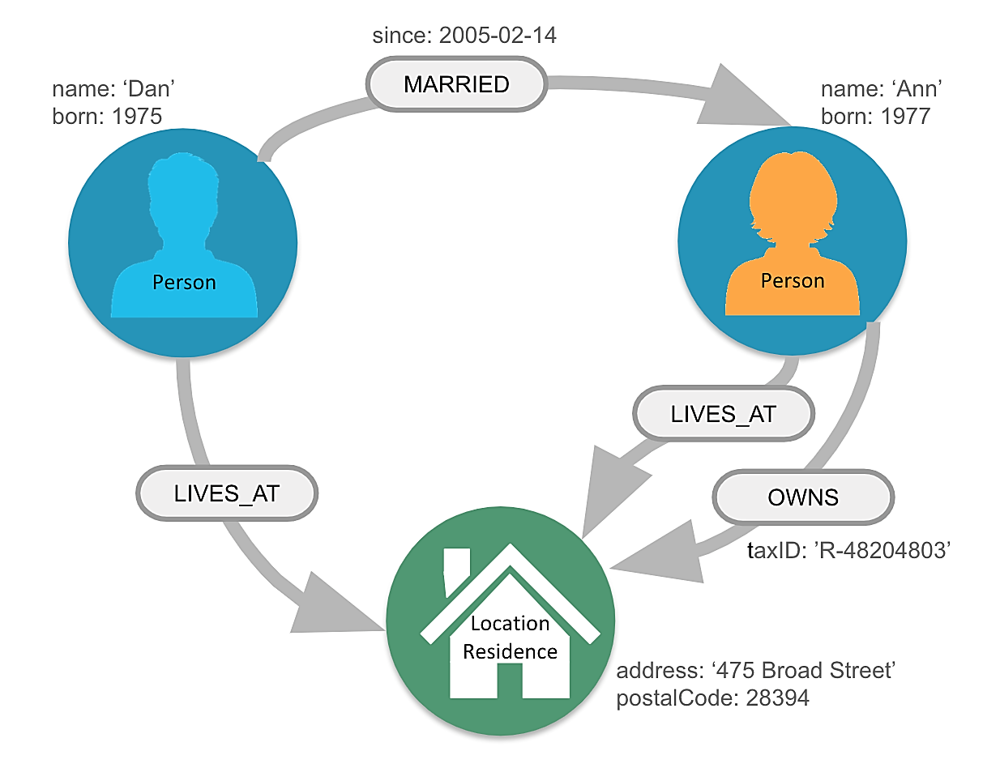 since: 2005-02-14
MARRIED
name: ‘Dan’
born: 1975
name: ‘Ann’
born: 1977
Person
Person
LIVES_AT
LIVES_AT
OWNS
taxID: 'R-48204803’
Location
Residence
address: ‘475 Broad Street’
postalCode: 28394